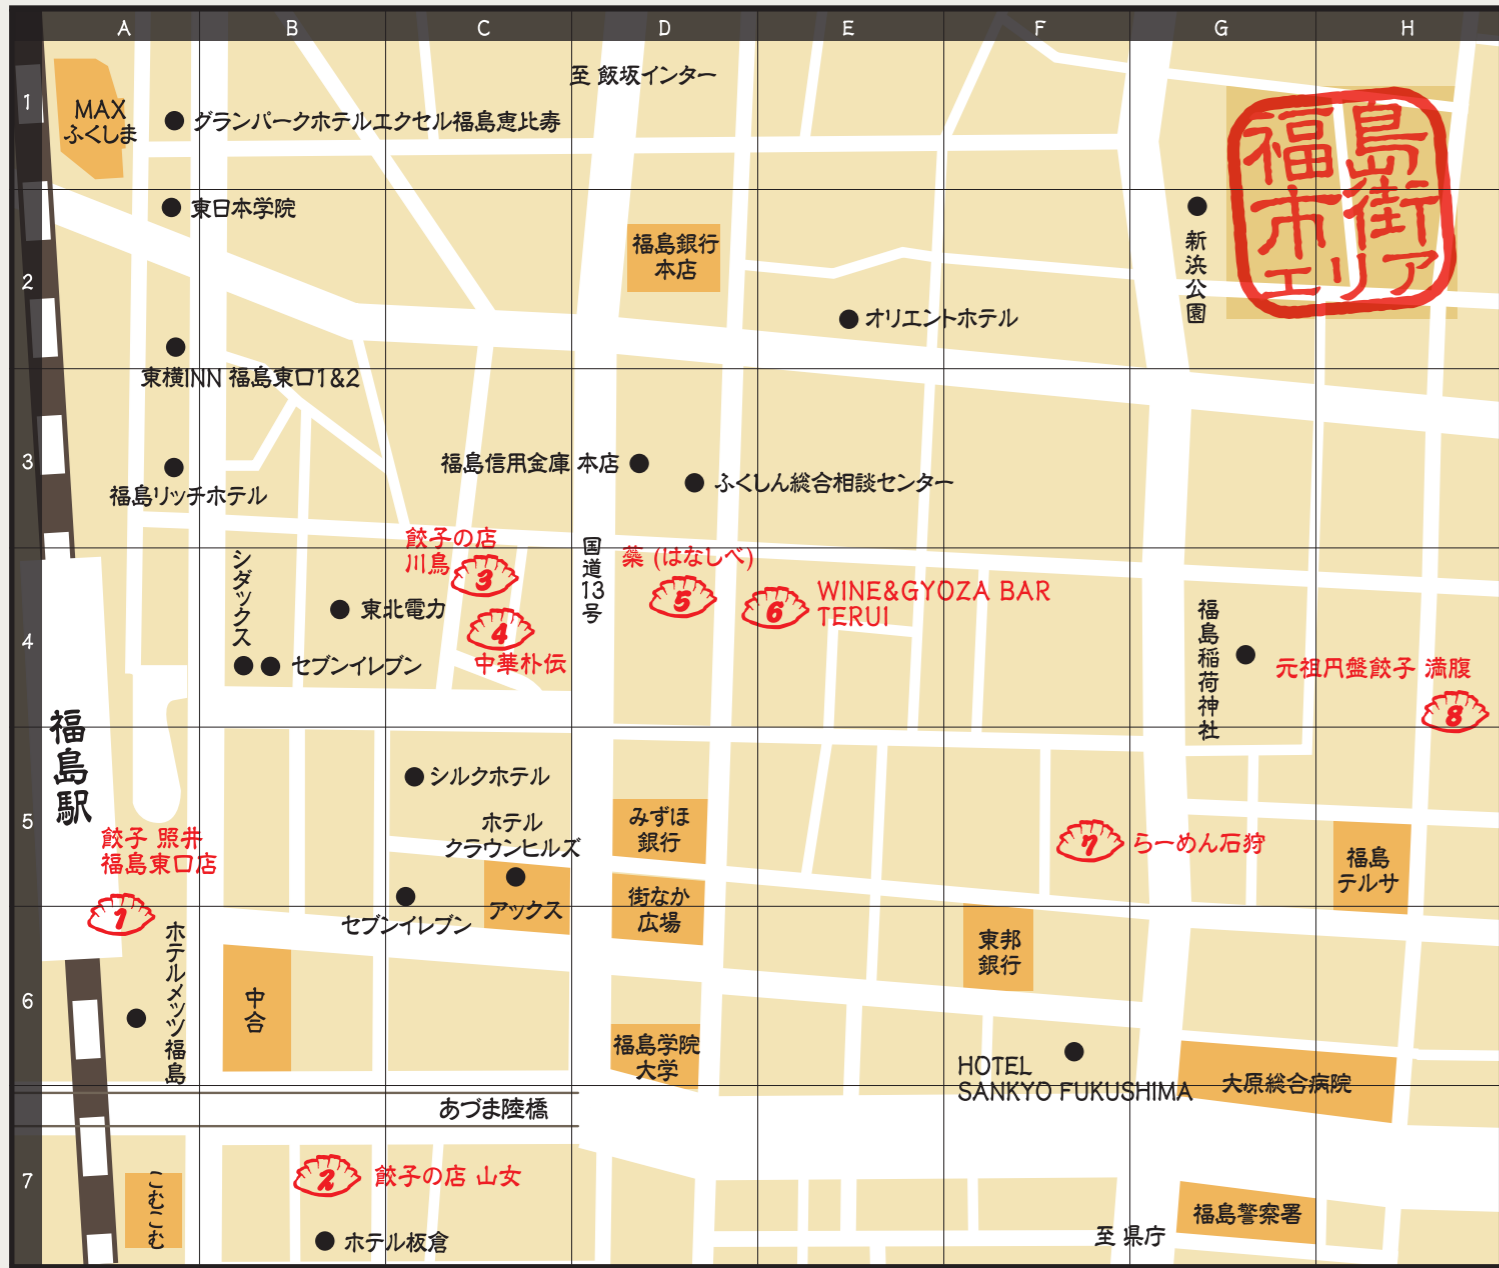 A B C D E F G H
1
2
3
4
5
6
7
至 飯坂インター
MAX
ふくしま
グランパークホテルエクセル福島恵比寿
福島
市街
エリア
東日本学院
福島銀行
本店
新浜公園
オリエントホテル
東横INN 福島東口1&2
福島信用金庫 本店
ふくしん総合相談センター
福島リッチホテル
餃子の店
川鳥
3
国道13号
薬 (はなしべ)
5
6
WINE&GYOZA BAR
TERUI
シダックス
東北電力
4
中華朴伝
セブンイレブン
福島稲荷神社
元祖円盤餃子 満腹
8
福島駅
シルクホテル
ホテル
クラウンヒルズ
みずほ
銀行
餃子 照井
福島東口店
1
7
らーめん石狩
福島
テルサ
アックス
街なか
広場
セブンイレブン
ホテルメッツ福島
中合
東邦
銀行
福島学院
大学
HOTEL
SANKYO FUKUSHIMA
大原総合病院
あづま陸橋
こむこむ
2
餃子の店 山女
ホテル板倉
福島警察署
至 県庁